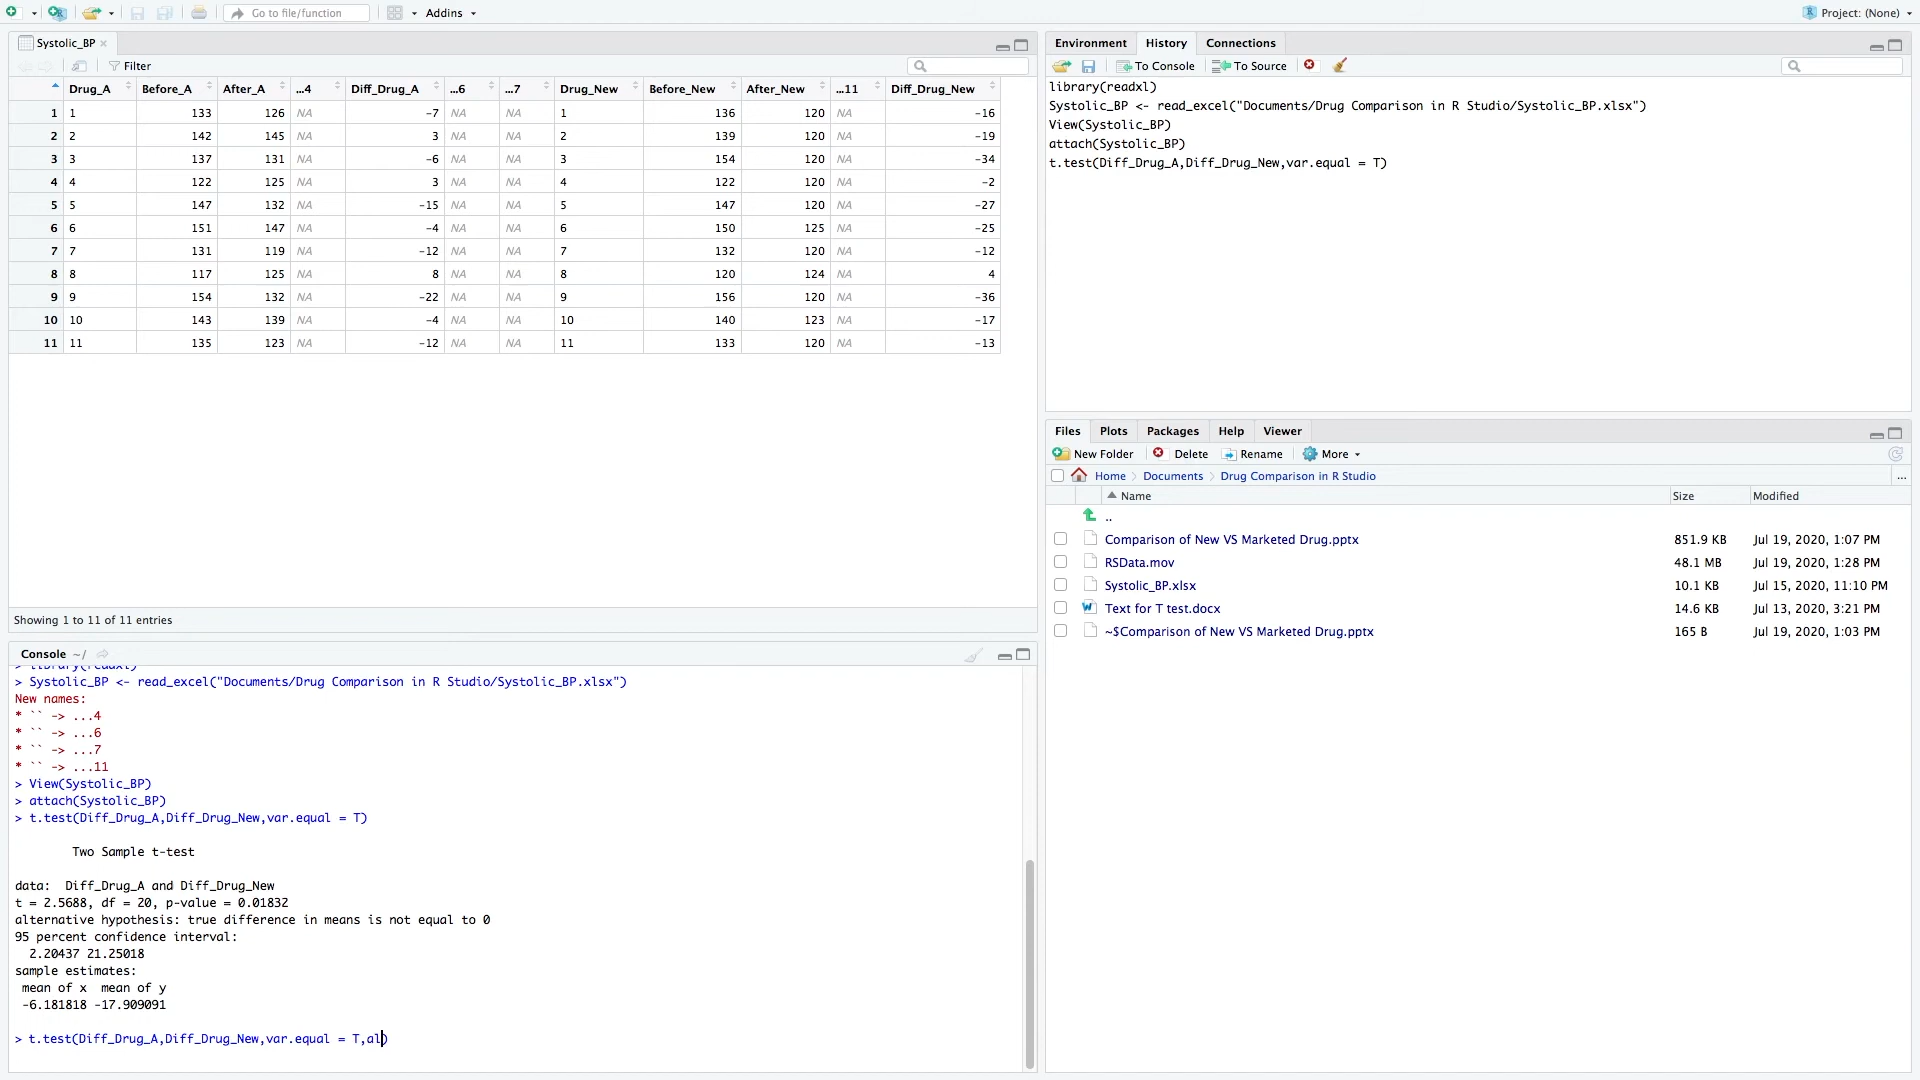 Go to file/function
Addins
Project: (None)
Systolic_BP
Filter
Drug_A Before_A After_A ...4 Diff_Drug_A ...6 ...7 Drug_New Before_New After_New ...11 Diff_Drug_New
1 1 133 126 NA -7 NA NA 1 136 120 NA -16
2 2 142 145 NA 3 NA NA 2 139 120 NA -19
3 3 137 131 NA -6 NA NA 3 154 120 NA -34
4 4 122 125 NA 3 NA NA 4 122 120 NA -2
5 5 147 132 NA -15 NA NA 5 147 120 NA -27
6 6 151 147 NA -4 NA NA 6 150 125 NA -25
7 7 131 119 NA -12 NA NA 7 132 120 NA -12
8 8 117 125 NA 8 NA NA 8 120 124 NA 4
9 9 154 132 NA -22 NA NA 9 156 120 NA -36
10 10 143 139 NA -4 NA NA 10 140 123 NA -17
11 11 135 123 NA -12 NA NA 11 133 120 NA -13
Showing 1 to 11 of 11 entries
Console ~/
> library(readxl)
> Systolic_BP <- read_excel("Documents/Drug Comparison in R Studio/Systolic_BP.xlsx")
New names:
* `` -> ...4
* `` -> ...6
* `` -> ...7
* `` -> ...11
> View(Systolic_BP)
> attach(Systolic_BP)
> t.test(Diff_Drug_A,Diff_Drug_New,var.equal = T)
Two Sample t-test
data: Diff_Drug_A and Diff_Drug_New
t = 2.5688, df = 20, p-value = 0.01832
alternative hypothesis: true difference in means is not equal to 0
95 percent confidence interval:
2.20437 21.25018
sample estimates:
mean of x mean of y
-6.181818 -17.909091
> t.test(Diff_Drug_A,Diff_Drug_New,var.equal = T,al)
Environment History Connections
To Console To Source
library(readxl)
Systolic_BP <- read_excel("Documents/Drug Comparison in R Studio/Systolic_BP.xlsx")
View(Systolic_BP)
attach(Systolic_BP)
t.test(Diff_Drug_A,Diff_Drug_New,var.equal = T)
Files Plots Packages Help Viewer
New Folder Delete Rename More
Home Documents Drug Comparison in R Studio ...
Name Size Modified
..
Comparison of New VS Marketed Drug.pptx 851.9 KB Jul 19, 2020, 1:07 PM
RSData.mov 48.1 MB Jul 19, 2020, 1:28 PM
Systolic_BP.xlsx 10.1 KB Jul 15, 2020, 11:10 PM
Text for T test.docx 14.6 KB Jul 13, 2020, 3:21 PM
~$Comparison of New VS Marketed Drug.pptx 165 B Jul 19, 2020, 1:03 PM